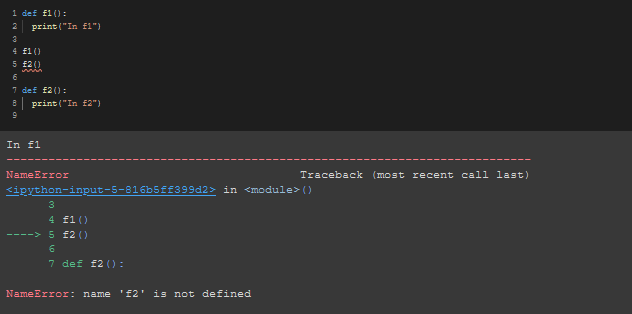 1 def f1():
2 print("In f1")
3
4 f1()
5 f2()
6
7 def f2():
8 print("In f2")
9
In f1
---------------------------------------------------------------------------
NameError Traceback (most recent call last)
<ipython-input-5-816b5ff399d2> in <module>()
3
4 f1()
----> 5 f2()
6
7 def f2():
NameError: name 'f2' is not defined